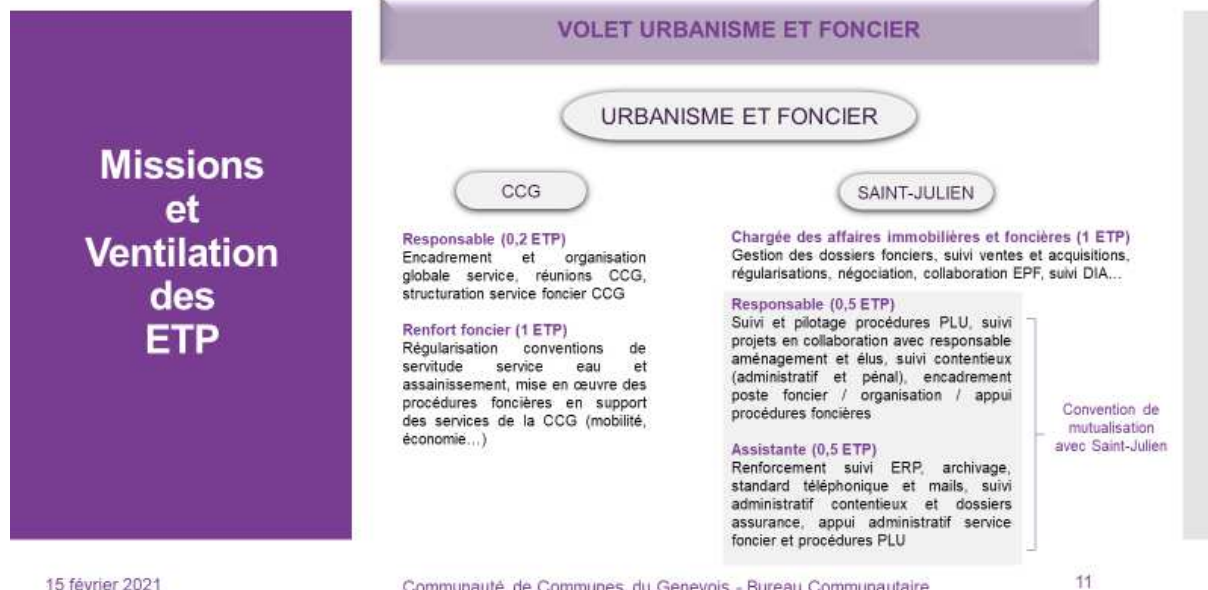 Missions
et
Ventilation
des
ETP
VOLET URBANISME ET FONCIER
URBANISME ET FONCIER
CCG
Responsable (0,2 ETP)
Encadrement et organisation
globale service, réunions CCG,
structuration service foncier CCG
Renfort foncier (1 ETP)
Régularisation conventions de
servitude service eau et
assainissement, mise en œuvre des
procédures foncières en support
des services de la CCG (mobilité,
économie…)
SAINT-JULIEN
Chargée des affaires immobilières et foncières (1 ETP)
Gestion des dossiers fonciers, suivi ventes et acquisitions,
régularisations, négociation, collaboration EPF, suivi DIA…
Responsable (0,5 ETP)
Suivi et pilotage procédures PLU, suivi
projets en collaboration avec responsable
aménagement et élus, suivi contentieux
(administratif et pénal), encadrement
poste foncier / organisation / appui
procédures foncières
Assistante (0,5 ETP)
Renforcement suivi ERP, archivage,
standard téléphonique et mails, suivi
administratif contentieux et dossiers
assurance, appui administratif service
foncier et procédures PLU
Convention de
mutualisation
avec Saint-Julien
15 février 2021
Communauté de Communes du Genevois - Bureau Communautaire
11